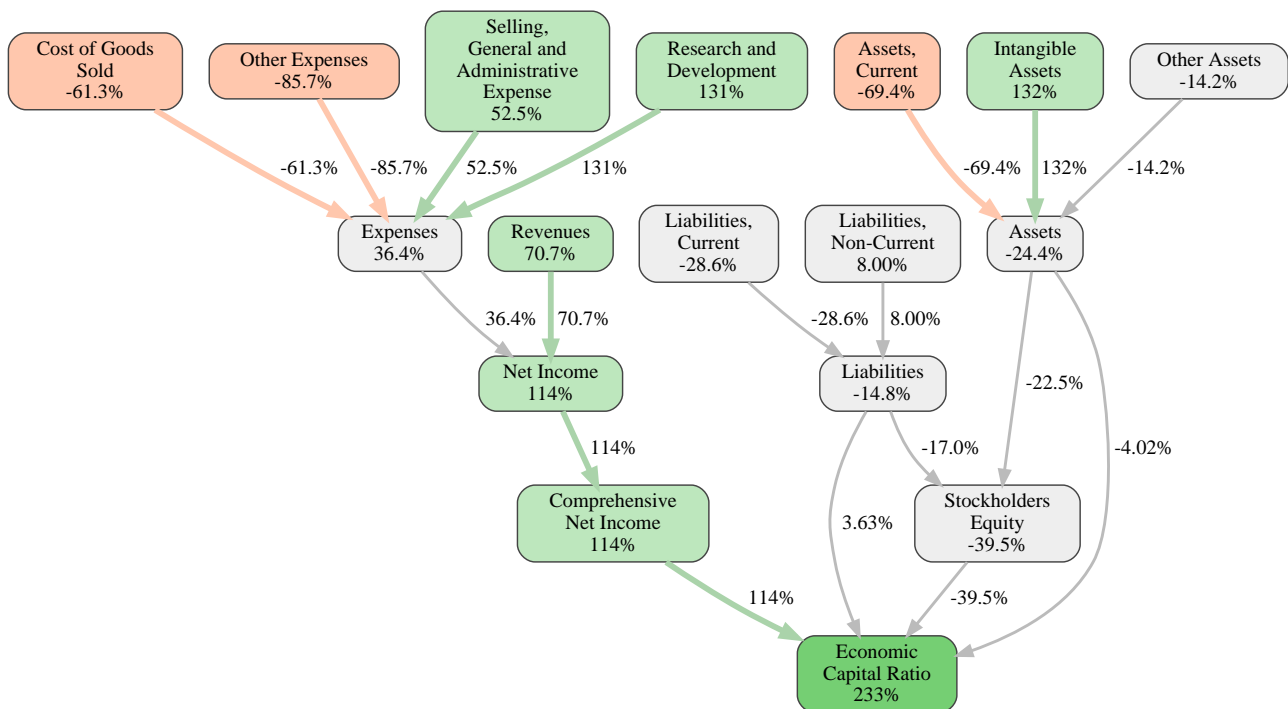 Cost of Goods
Sold
-61.3%
Other Expenses
-85.7%
Selling,
General and
Administrative
Expense
52.5%
Research and
Development
131%
Assets,
Current
-69.4%
Intangible
Assets
132%
Other Assets
-14.2%
-61.3%
-85.7%
52.5%
131%
-69.4%
132%
-14.2%
Expenses
36.4%
Revenues
70.7%
Liabilities,
Current
-28.6%
Liabilities,
Non-Current
8.00%
Assets
-24.4%
36.4%
70.7%
-28.6%
8.00%
Net Income
114%
Liabilities
-14.8%
-22.5%
114%
-17.0%
-4.02%
Comprehensive
Net Income
114%
3.63%
Stockholders
Equity
-39.5%
114%
-39.5%
Economic
Capital Ratio
233%